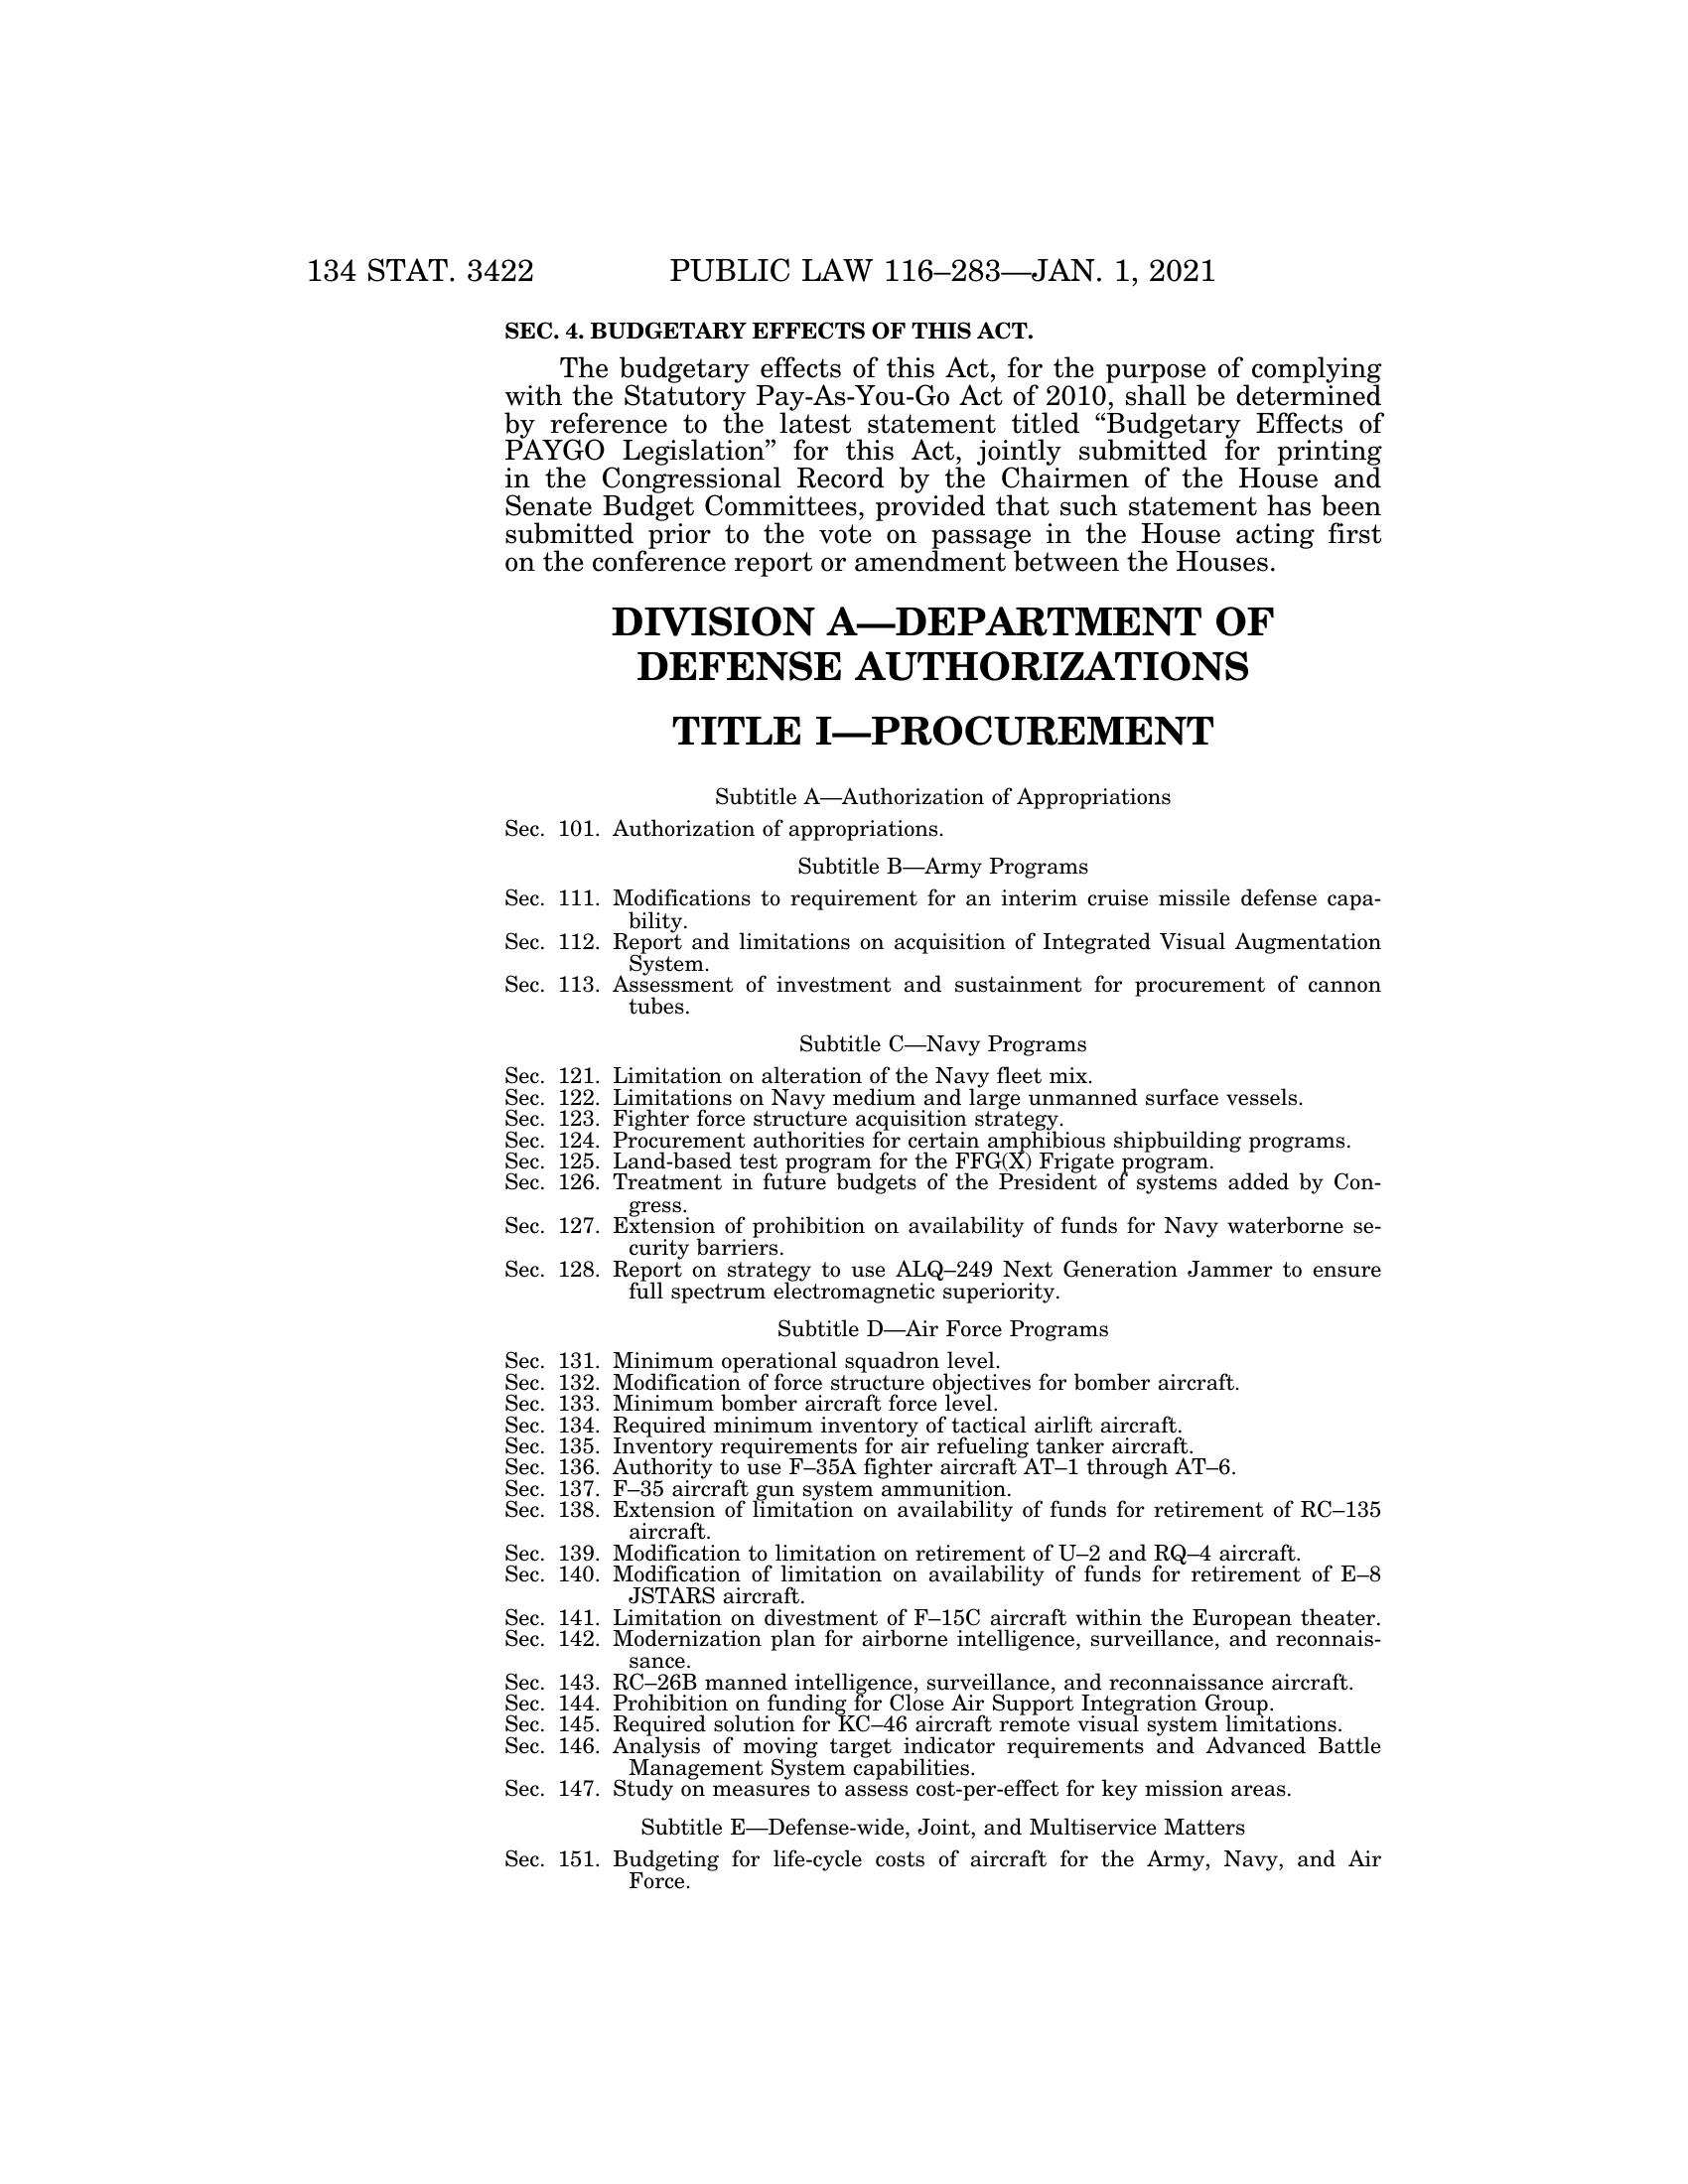 134 STAT. 3422 PUBLIC LAW 116–283—JAN. 1, 2021
SEC. 4. BUDGETARY EFFECTS OF THIS ACT.
The budgetary effects of this Act, for the purpose of complying
with the Statutory Pay-As-You-Go Act of 2010, shall be determined
by reference to the latest statement titled “Budgetary Effects of
PAYGO Legislation” for this Act, jointly submitted for printing
in the Congressional Record by the Chairmen of the House and
Senate Budget Committees, provided that such statement has been
submitted prior to the vote on passage in the House acting first
on the conference report or amendment between the Houses.
DIVISION A—DEPARTMENT OF
DEFENSE AUTHORIZATIONS
TITLE I—PROCUREMENT
Subtitle A—Authorization of Appropriations
Sec. 101. Authorization of appropriations.
Subtitle B—Army Programs
Sec. 111. Modifications to requirement for an interim cruise missile defense capa-
bility.
Sec. 112. Report and limitations on acquisition of Integrated Visual Augmentation
System.
Sec. 113. Assessment of investment and sustainment for procurement of cannon
tubes.
Subtitle C—Navy Programs
Sec. 121. Limitation on alteration of the Navy fleet mix.
Sec. 122. Limitations on Navy medium and large unmanned surface vessels.
Sec. 123. Fighter force structure acquisition strategy.
Sec. 124. Procurement authorities for certain amphibious shipbuilding programs.
Sec. 125. Land-based test program for the FFG(X) Frigate program.
Sec. 126. Treatment in future budgets of the President of systems added by Con-
gress.
Sec. 127. Extension of prohibition on availability of funds for Navy waterborne se-
curity barriers.
Sec. 128. Report on strategy to use ALQ–249 Next Generation Jammer to ensure
full spectrum electromagnetic superiority.
Subtitle D—Air Force Programs
Sec. 131. Minimum operational squadron level.
Sec. 132. Modification of force structure objectives for bomber aircraft.
Sec. 133. Minimum bomber aircraft force level.
Sec. 134. Required minimum inventory of tactical airlift aircraft.
Sec. 135. Inventory requirements for air refueling tanker aircraft.
Sec. 136. Authority to use F–35A fighter aircraft AT–1 through AT–6.
Sec. 137. F–35 aircraft gun system ammunition.
Sec. 138. Extension of limitation on availability of funds for retirement of RC–135
aircraft.
Sec. 139. Modification to limitation on retirement of U–2 and RQ–4 aircraft.
Sec. 140. Modification of limitation on availability of funds for retirement of E–8
JSTARS aircraft.
Sec. 141. Limitation on divestment of F–15C aircraft within the European theater.
Sec. 142. Modernization plan for airborne intelligence, surveillance, and reconnais-
sance.
Sec. 143. RC–26B manned intelligence, surveillance, and reconnaissance aircraft.
Sec. 144. Prohibition on funding for Close Air Support Integration Group.
Sec. 145. Required solution for KC–46 aircraft remote visual system limitations.
Sec. 146. Analysis of moving target indicator requirements and Advanced Battle
Management System capabilities.
Sec. 147. Study on measures to assess cost-per-effect for key mission areas.
Subtitle E—Defense-wide, Joint, and Multiservice Matters
Sec. 151. Budgeting for life-cycle costs of aircraft for the Army, Navy, and Air
Force.